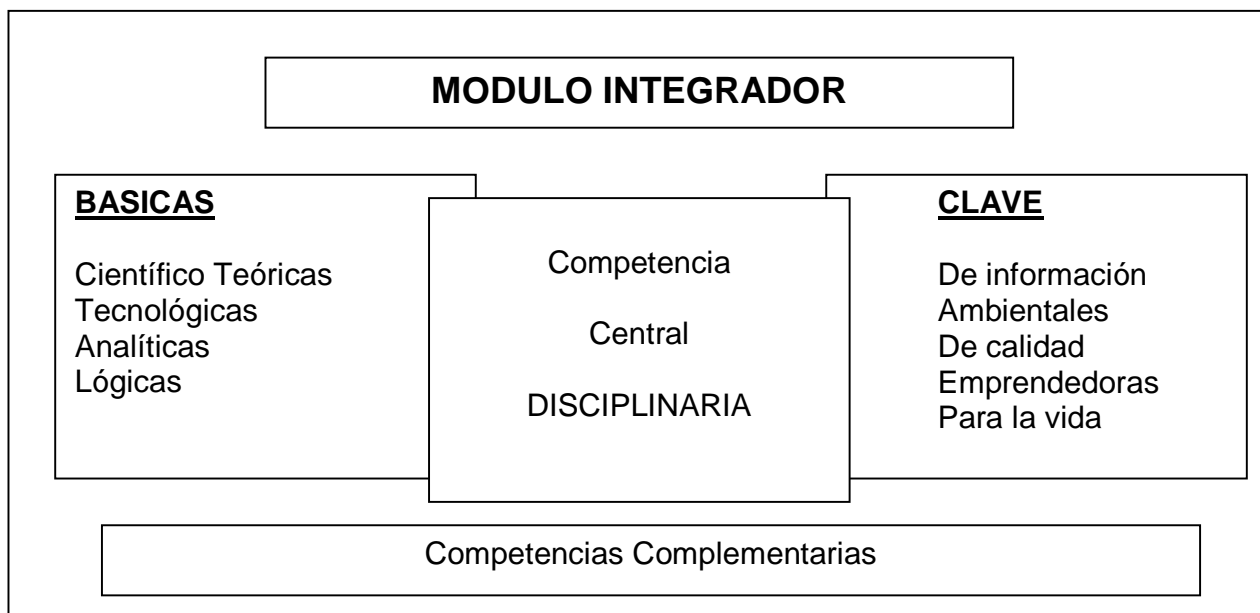 MODULO INTEGRADOR
BASICAS
Científico Teóricas
Tecnológicas
Analíticas
Lógicas
Competencia
Central
DISCIPLINARIA
CLAVE
De información
Ambientales
De calidad
Emprendedoras
Para la vida
Competencias Complementarias